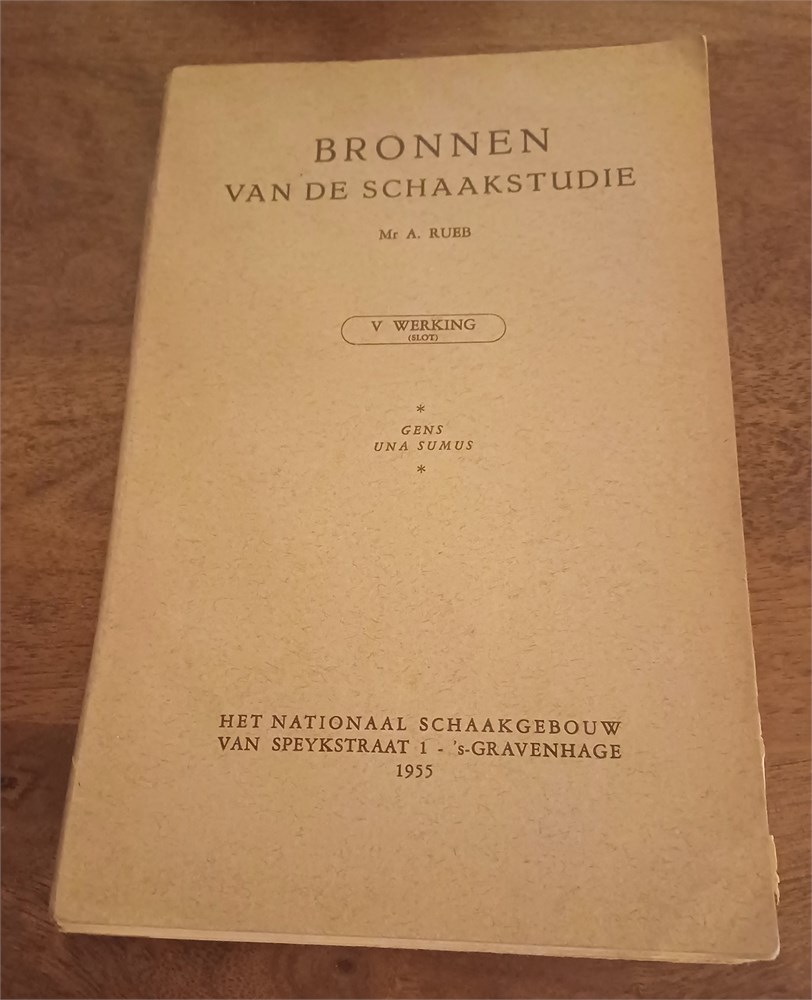 BRONNEN
VAN DE SCHAAKSTUDIE
Mr A. RUEB
V WERKING
(SLOT)
*
GENS
UNA SUMUS
*
HET NATIONAAL SCHAAKGEBOUW
VAN SPEYKSTRAAT 1 - 's-GRAVENHAGE
1955